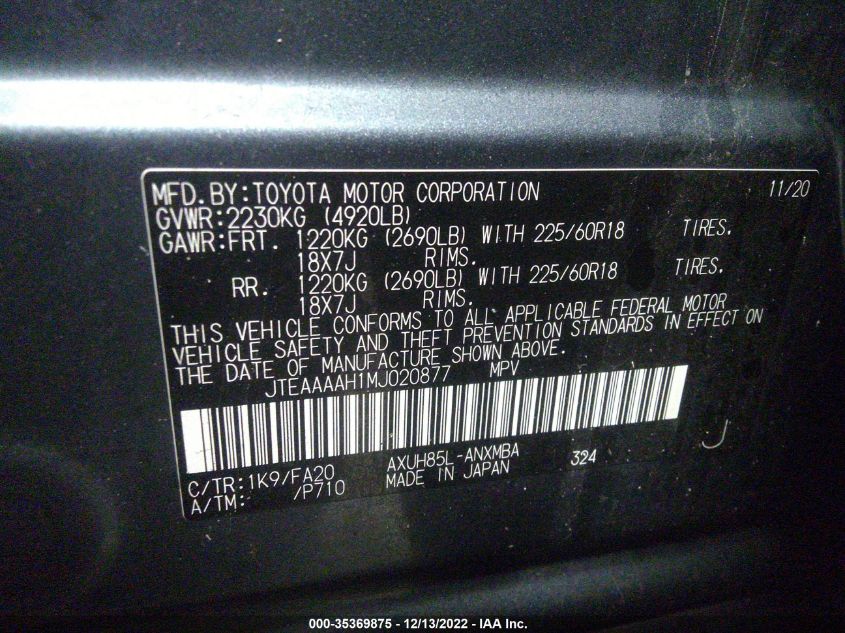 MFD.BY:TOYOTA MOTOR CORPORATION 11/20
GVWR:2230KG (4920LB)
GAWR:FRT. 1220KG (2690LB) WITH 225/60R18 TIRES.
18X7J RIMS.
RR. 1220KG (2690LB) WITH 225/60R18 TIRES.
18X7J RIMS.
THIS VEHICLE CONFORMS TO ALL APPLICABLE FEDERAL MOTOR
VEHICLE SAFETY AND THEFT PREVENTION STANDARDS IN EFFECT ON
THE DATE OF MANUFACTURE SHOWN ABOVE.
JTEAAAAH1MJ020877 MPV
J
C/TR:1K9/FA20 AXUH85L-ANXMBA 324
A/TM: /P710 MADE IN JAPAN
000-35369875 - 12/13/2022 - IAA Inc.